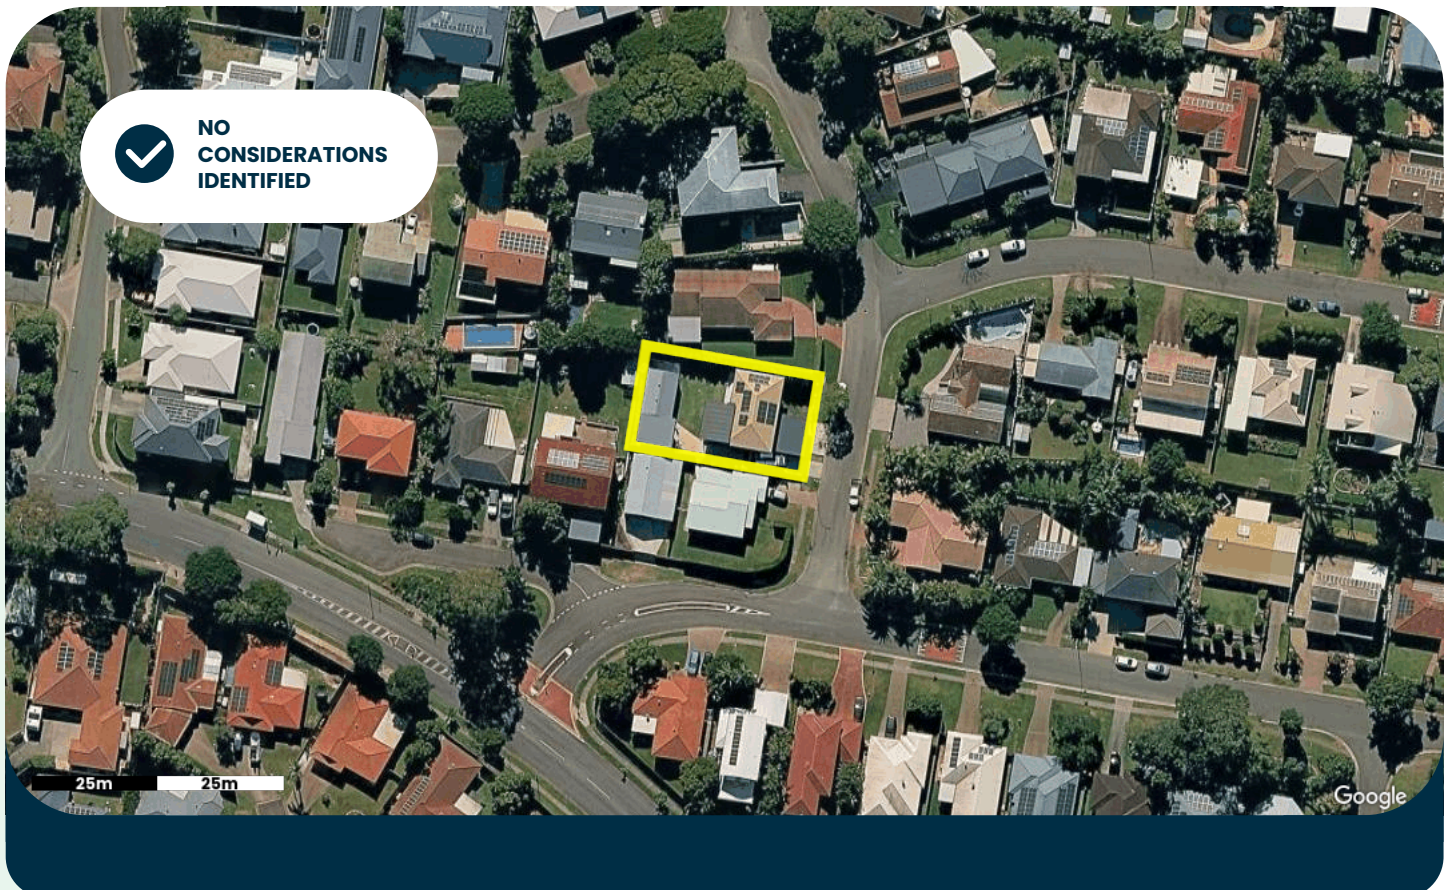 NO
CONSIDERATIONS
IDENTIFIED
25m 25m
Google